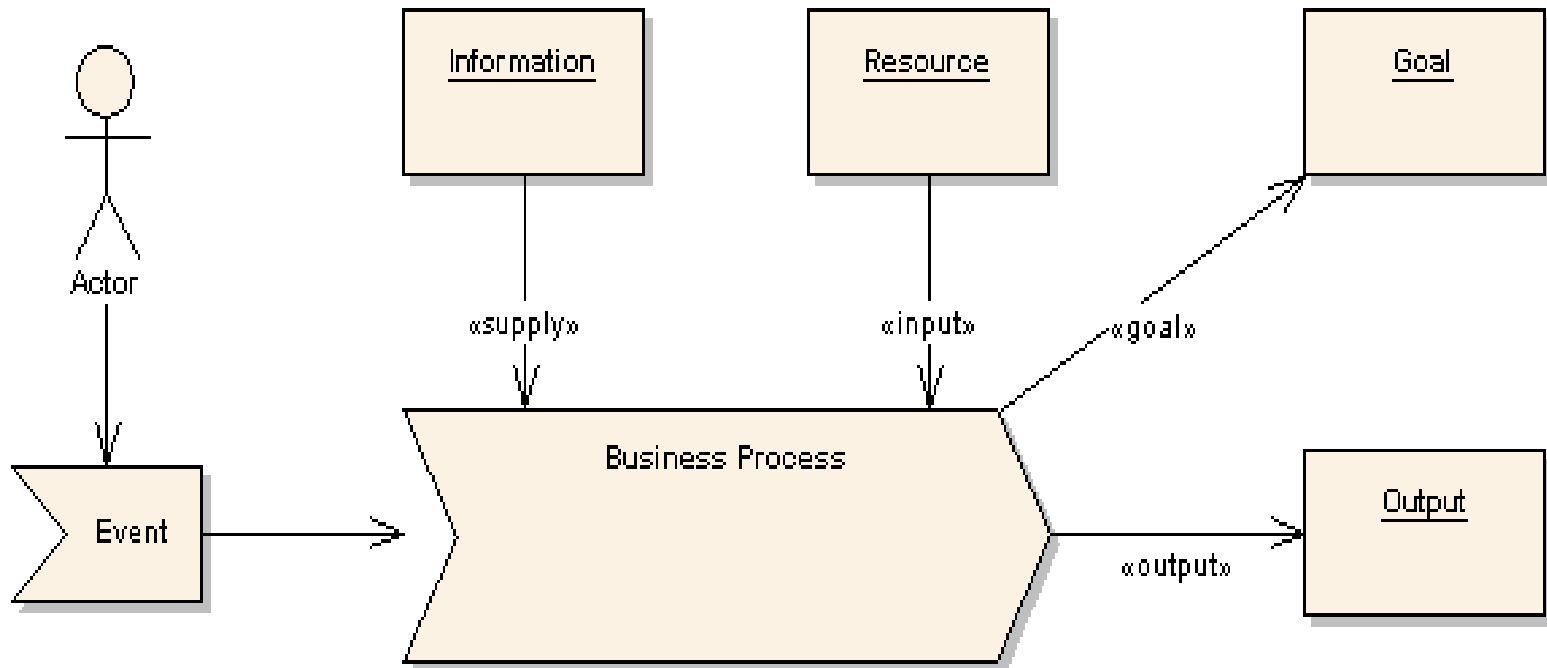 Information
Resource
Goal
Actor
«supply»
«input»
«goal»
Business Process
Event
Output
«output»